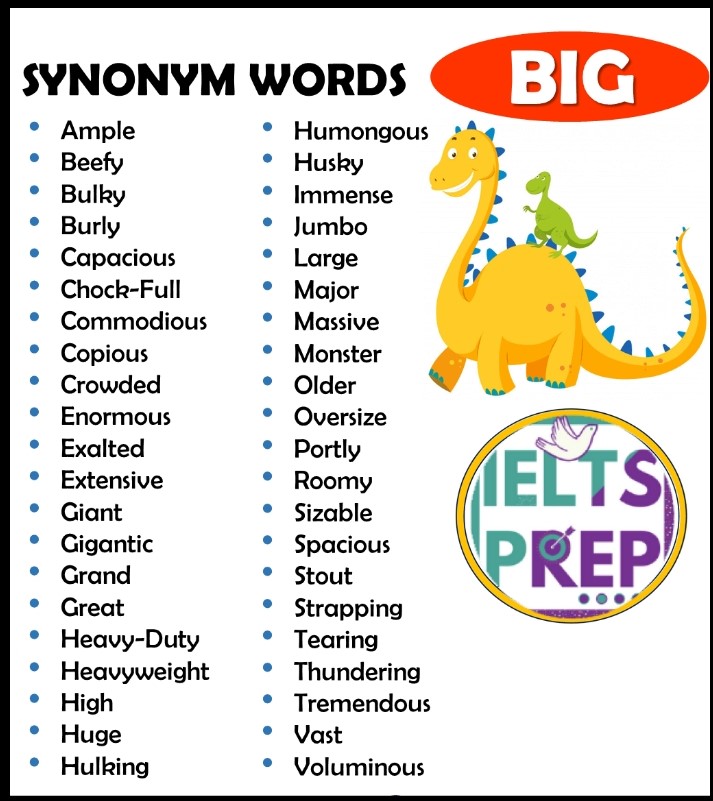 SYNONYM WORDS
BIG
Ample
Beefy
Bulky
Burly
Capacious
Chock-Full
Commodious
Copious
Crowded
Enormous
Exalted
Extensive
Giant
Gigantic
Grand
Great
Heavy-Duty
Heavyweight
High
Huge
Hulking
Humongous
Husky
Immense
Jumbo
Large
Major
Massive
Monster
Older
Oversize
Portly
Roomy
Sizable
Spacious
Stout
Strapping
Tearing
Thundering
Tremendous
Vast
Voluminous
IELTS
PREP